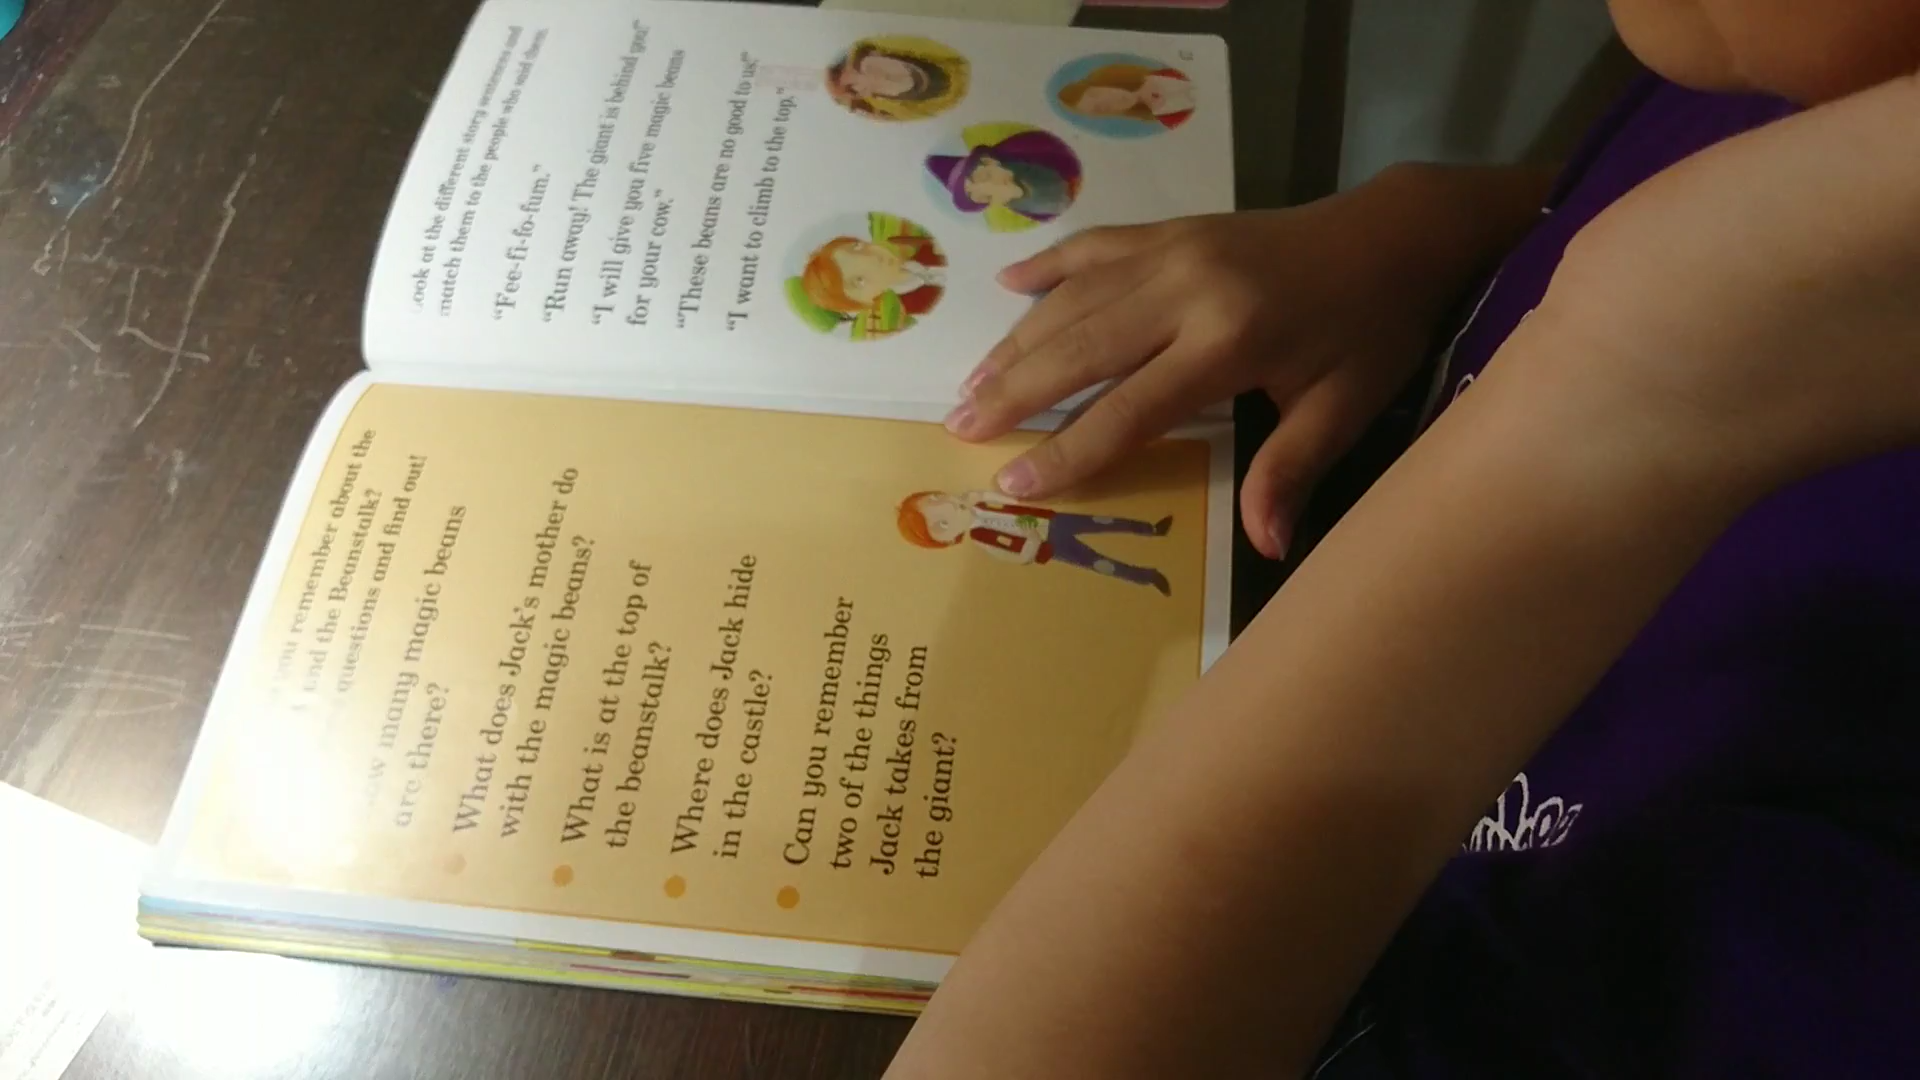 you remember about the
and the Beanstalk?
questions and find out!
many magic beans
are there?
What does Jack's mother do
with the magic beans?
What is at the top of
the beanstalk?
Where does Jack hide
in the castle?
Can you remember
two of the things
Jack takes from
the giant?
ook at the different story sentences and
match them to the people who said them.
"Fee-fi-fo-fum."
"Run away! The giant is behind you!"
"I will give you five magic beans
for your cow."
"These beans are no good to us!"
"I want to climb to the top."